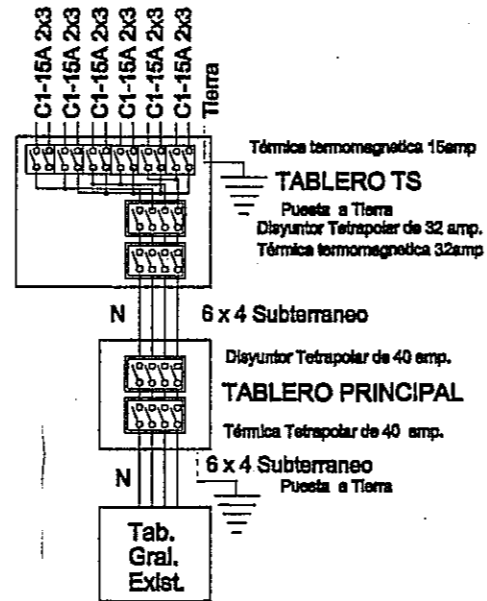 C1-15A 2x3
C1-15A 2x3
C1-15A 2x3
C1-15A 2x3
C1-15A 2x3
C1-15A 2x3
Tierra
Térmica termomagnetica 15amp
TABLERO TS
Puesta a Tierra
Disyuntor Tetrapolar de 32 amp.
Térmica termomagnetica 32amp
N
6 x 4 Subterraneo
Disyuntor Tetrapolar de 40 amp.
TABLERO PRINCIPAL
Térmica Tetrapolar de 40 amp.
N
6 x 4 Subterraneo
Puesta a Tierra
Tab.
Gral.
Exist.